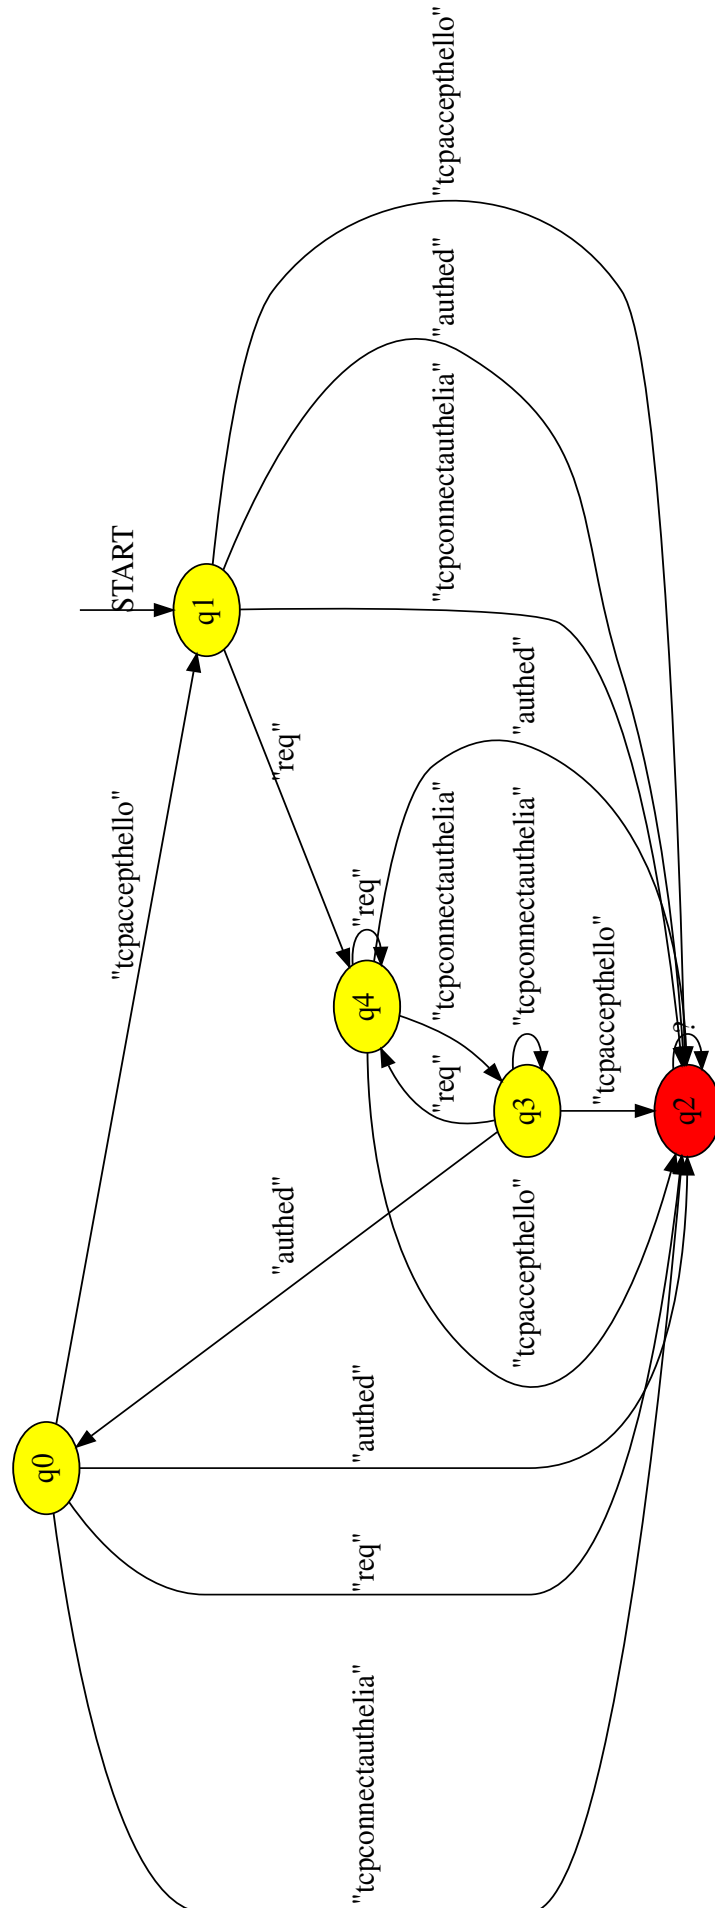 "tcpaccepthello"
"authed"
"tcpconnectauthelia"
START
q1
"authed"
"req"
"tcpconnectauthelia"
"tcpconnectauthelia"
"tcpaccepthello"
"req"
q4
"tcpaccepthello"
?
"req"
q3
q2
"authed"
"tcpaccepthello"
"authed"
q0
"req"
"tcpconnectauthelia"